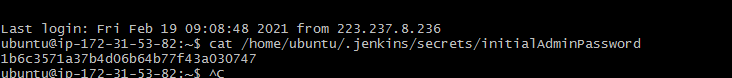 Last login: Fri Feb 19 09:08:48 2021 from 223.237.8.236
ubuntu@ip-172-31-53-82:~$ cat /home/ubuntu/.jenkins/secrets/initialAdminPassword
1b6c3571a37b4d06b64b77f43a030747
ubuntu@ip-172-31-53-82:~$ ^C